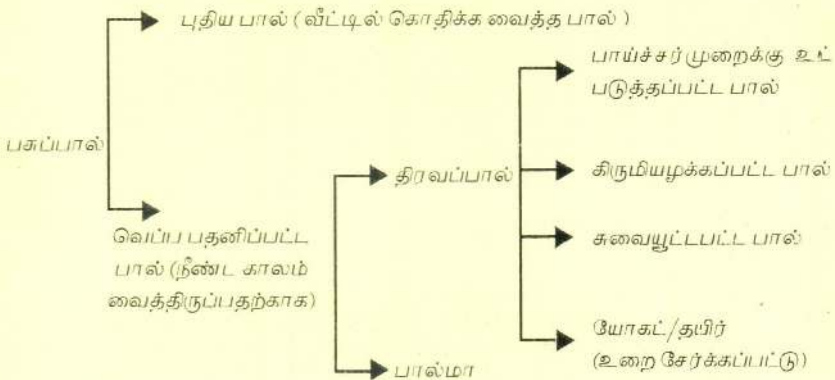 புதிய பால் (வீட்டில் கொதிக்க வைத்த பால் )
பசுப்பால்
வெப்ப பதனிப்பட்ட
பால் (நீண்ட காலம்
வைத்திருப்பதற்காக)
திரவப்பால்
பாய்ச்சர் முறைக்கு உட்
படுத்தப்பட்ட பால்
கிருமியழக்கப்பட்ட பால்
சுவையூட்டபட்ட பால்
யோகட்/தயிர்
(உறை சேர்க்கப்பட்டு)
பால்மா